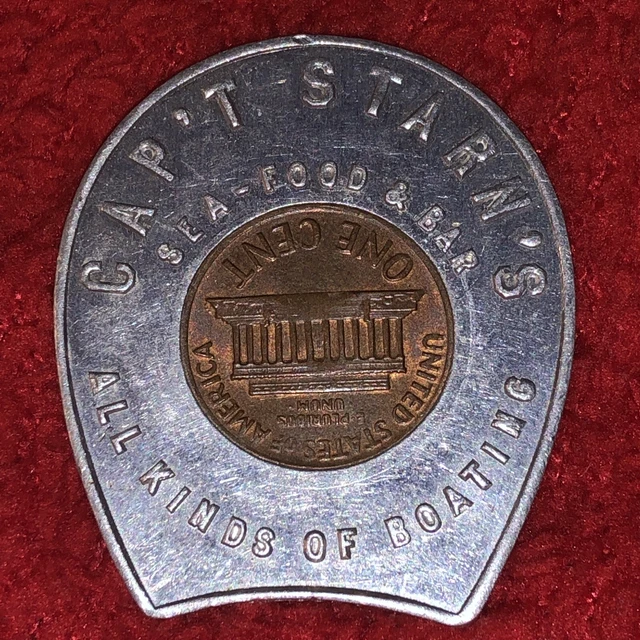 CAP'T STARN'S
SEA-FOOD & BAR
ALL KINDS OF BOATING
UNITED STATES OF AMERICA
E PLURIBUS
UNUM
ONE CENT